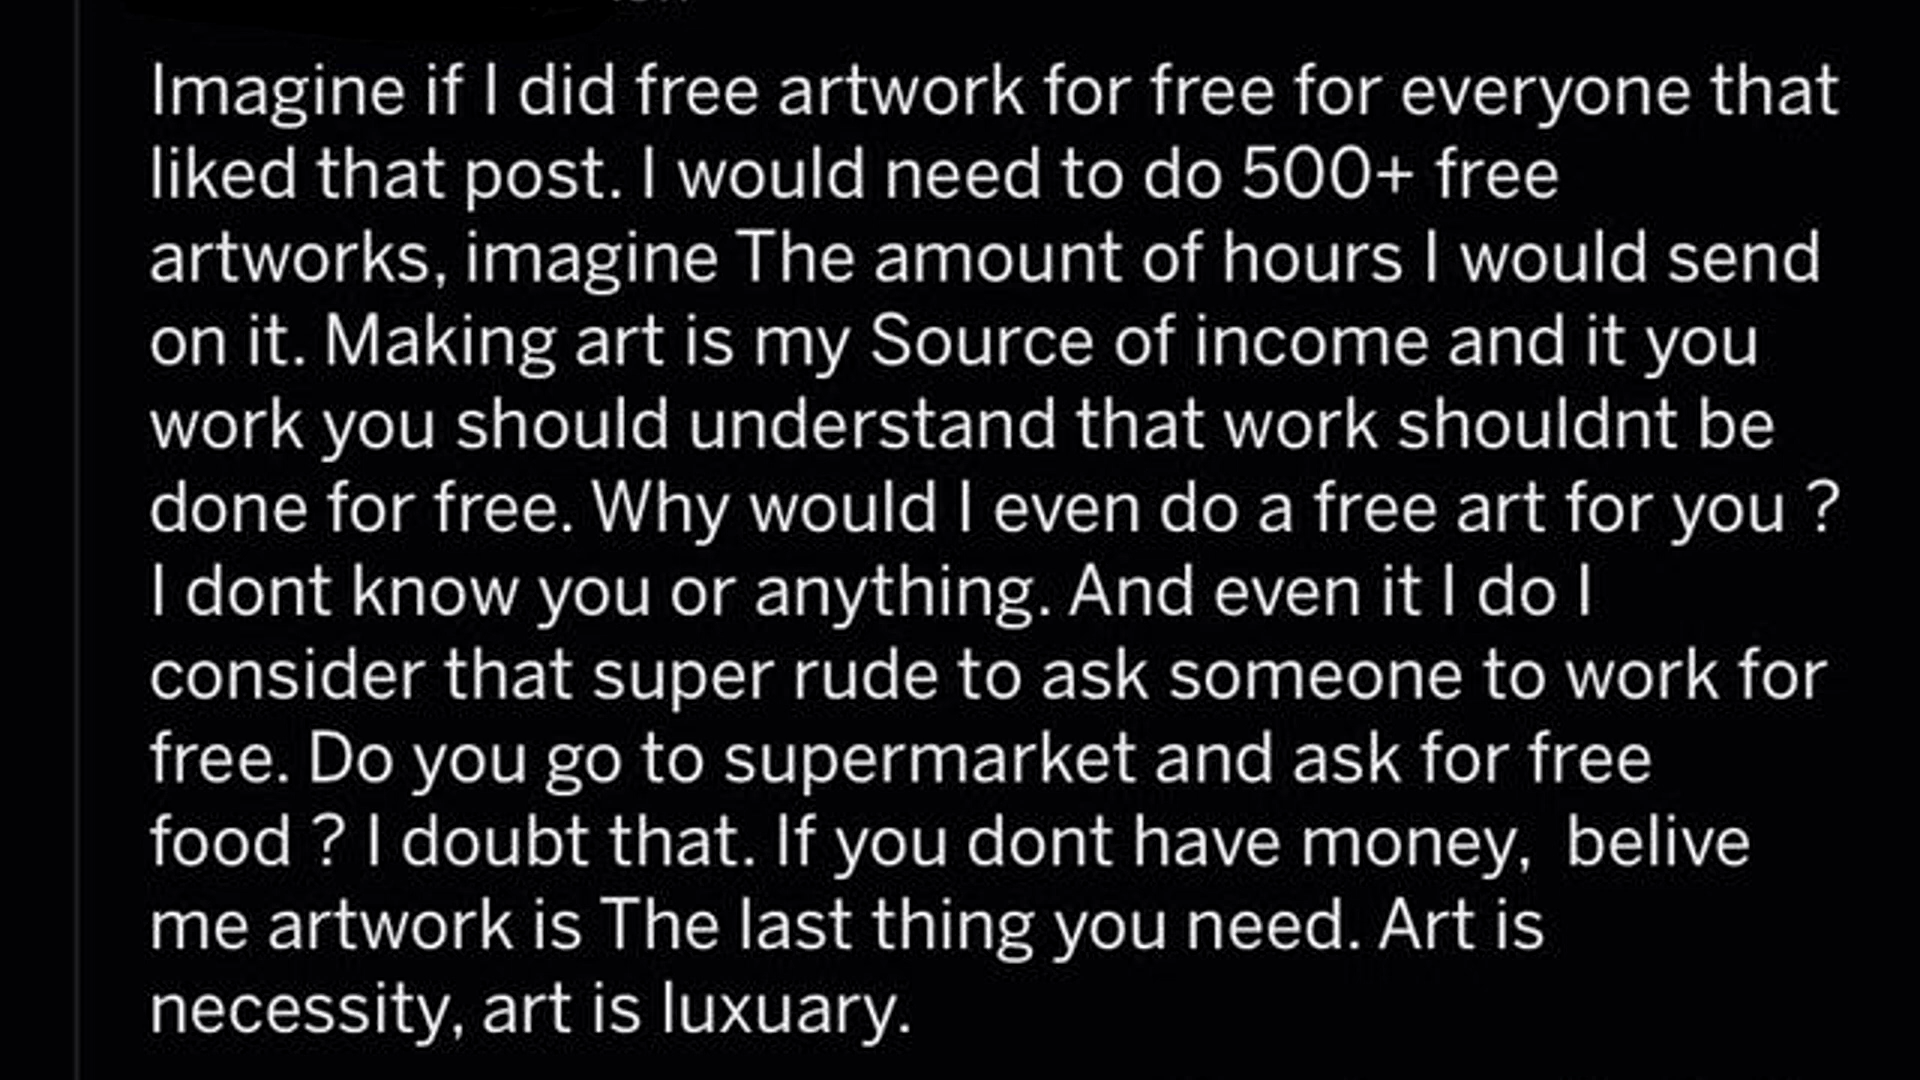 Imagine if I did free artwork for free for everyone that
liked that post. I would need to do 500+ free
artworks, imagine The amount of hours I would send
on it. Making art is my Source of income and it you
work you should understand that work shouldnt be
done for free. Why would I even do a free art for you ?
I dont know you or anything. And even it I do I
consider that super rude to ask someone to work for
free. Do you go to supermarket and ask for free
food ? I doubt that. If you dont have money,  belive
me artwork is The last thing you need. Art is
necessity, art is luxuary.